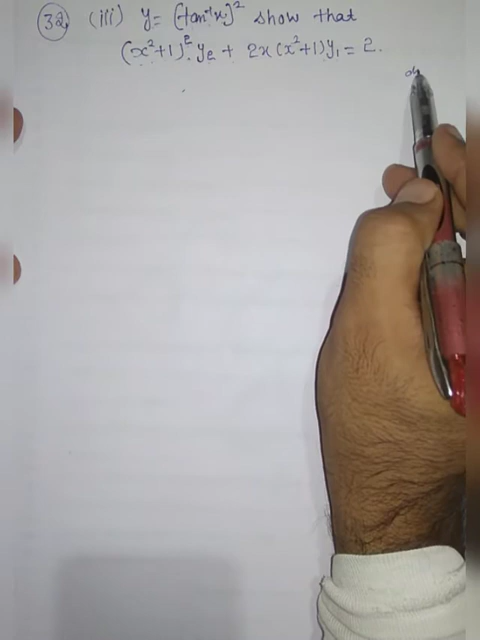 32 (iii) y = (tan⁻¹x)² show that
(x²+1)² y₂ + 2x(x²+1)y₁ = 2.